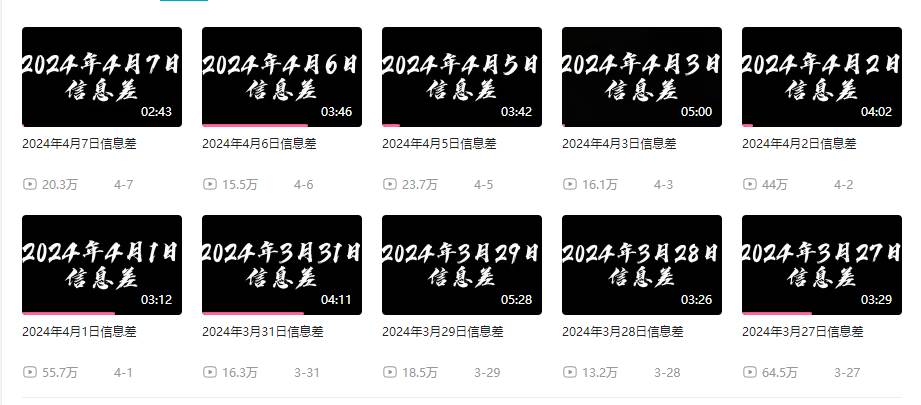 2024年4月7日
信息差
02:43
2024年4月7日信息差
20.3万 4-7
2024年4月6日
信息差
03:46
2024年4月6日信息差
15.5万 4-6
2024年4月5日
信息差
03:42
2024年4月5日信息差
23.7万 4-5
2024年4月3日
信息差
05:00
2024年4月3日信息差
16.1万 4-3
2024年4月2日
信息差
04:02
2024年4月2日信息差
44万 4-2
2024年4月1日
信息差
03:12
2024年4月1日信息差
55.7万 4-1
2024年3月31日
信息差
04:11
2024年3月31日信息差
16.3万 3-31
2024年3月29日
信息差
05:28
2024年3月29日信息差
18.5万 3-29
2024年3月28日
信息差
03:26
2024年3月28日信息差
13.2万 3-28
2024年3月27日
信息差
03:29
2024年3月27日信息差
64.5万 3-27